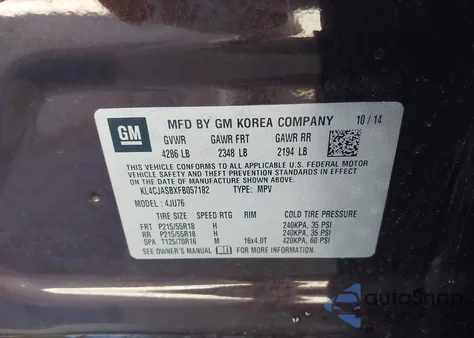 GM
MFD BY GM KOREA COMPANY 10/14
GVWR GAWR FRT GAWR RR
4286 LB 2348 LB 2194 LB
THIS VEHICLE CONFORMS TO ALL APPLICABLE U.S. FEDERAL MOTOR
VEHICLE SAFETY, BUMPER, AND THEFT PREVENTION STANDARDS IN
EFFECT ON THE DATE OF MANUFACTURE SHOWN ABOVE.
KL4CJASBXFB057182 TYPE: MPV
MODEL : 4JU76
TIRE SIZE SPEED RTG RIM COLD TIRE PRESSURE
FRT P215/55R18 H 240KPA, 35 PSI
RR P215/55R18 H 240KPA, 35 PSI
SPA T125/70R16 M 16x4.0T 420KPA, 60 PSI
SEE OWNER'S MANUAL FOR MORE INFORMATION.
autoSnap